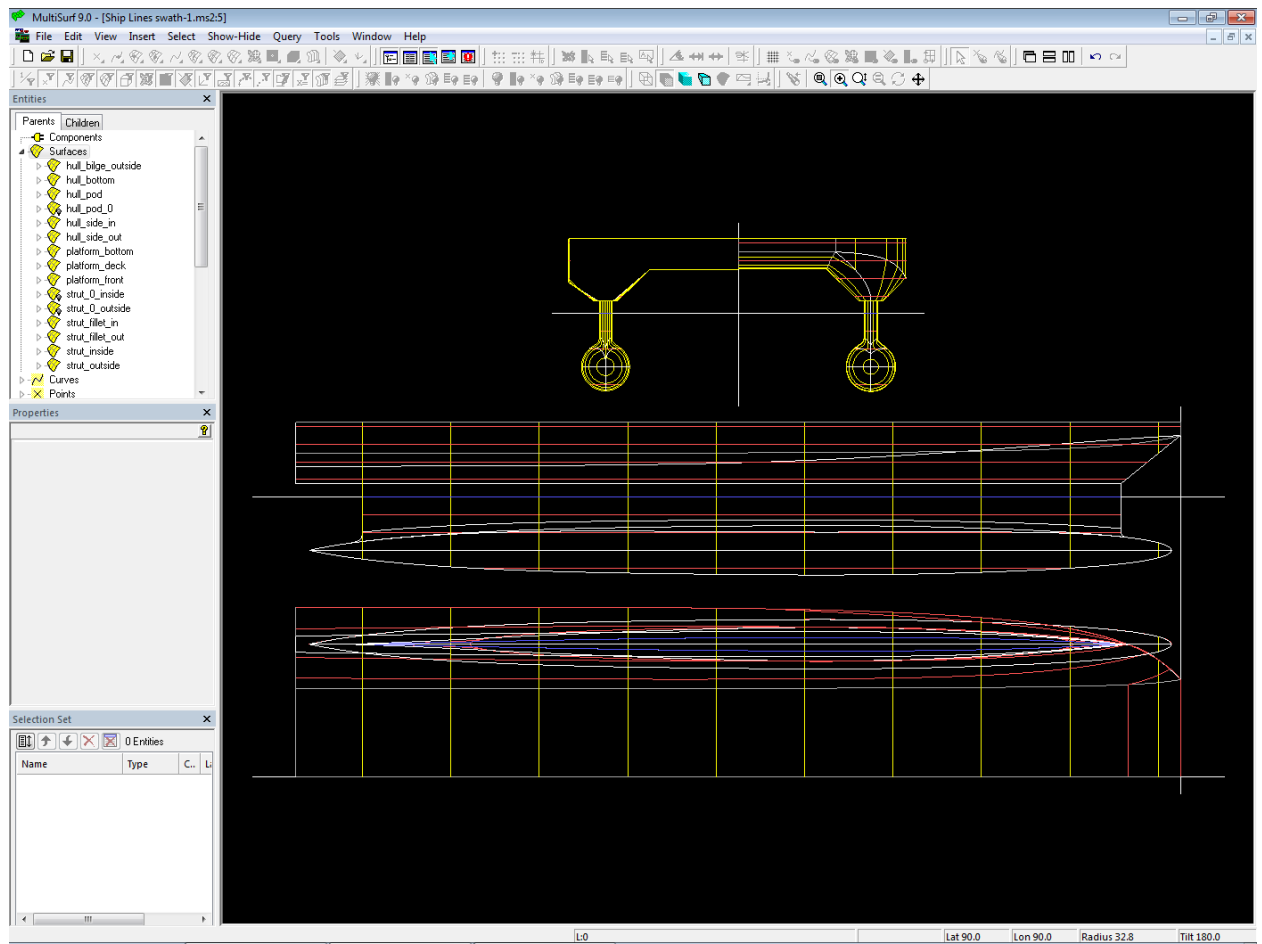 MultiSurf 9.0 - [Ship Lines swath-1.ms2:5]
File Edit View Insert Select Show-Hide Query Tools Window Help
Entities
Parents Children
Components
Surfaces
hull_bilge_outside
hull_bottom
hull_pod
hull_pod_0
hull_side_in
hull_side_out
platform_bottom
platform_deck
platform_front
strut_0_inside
strut_0_outside
strut_fillet_in
strut_fillet_out
strut_inside
strut_outside
Curves
Points
Properties
Selection Set
0 Entities
Name Type C.. La
L:0 Lat 90.0 Lon 90.0 Radius 32.8 Tilt 180.0